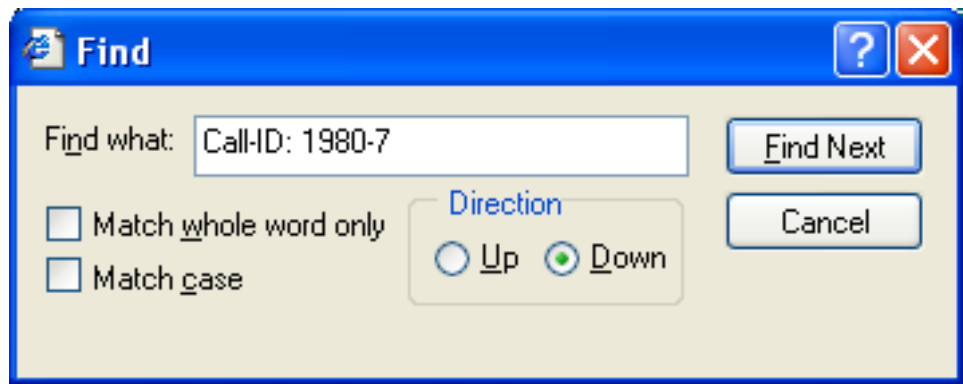 Find
Find what: Call-ID: 1980-7
Find Next
Match whole word only
Match case
Direction
Up Down
Cancel